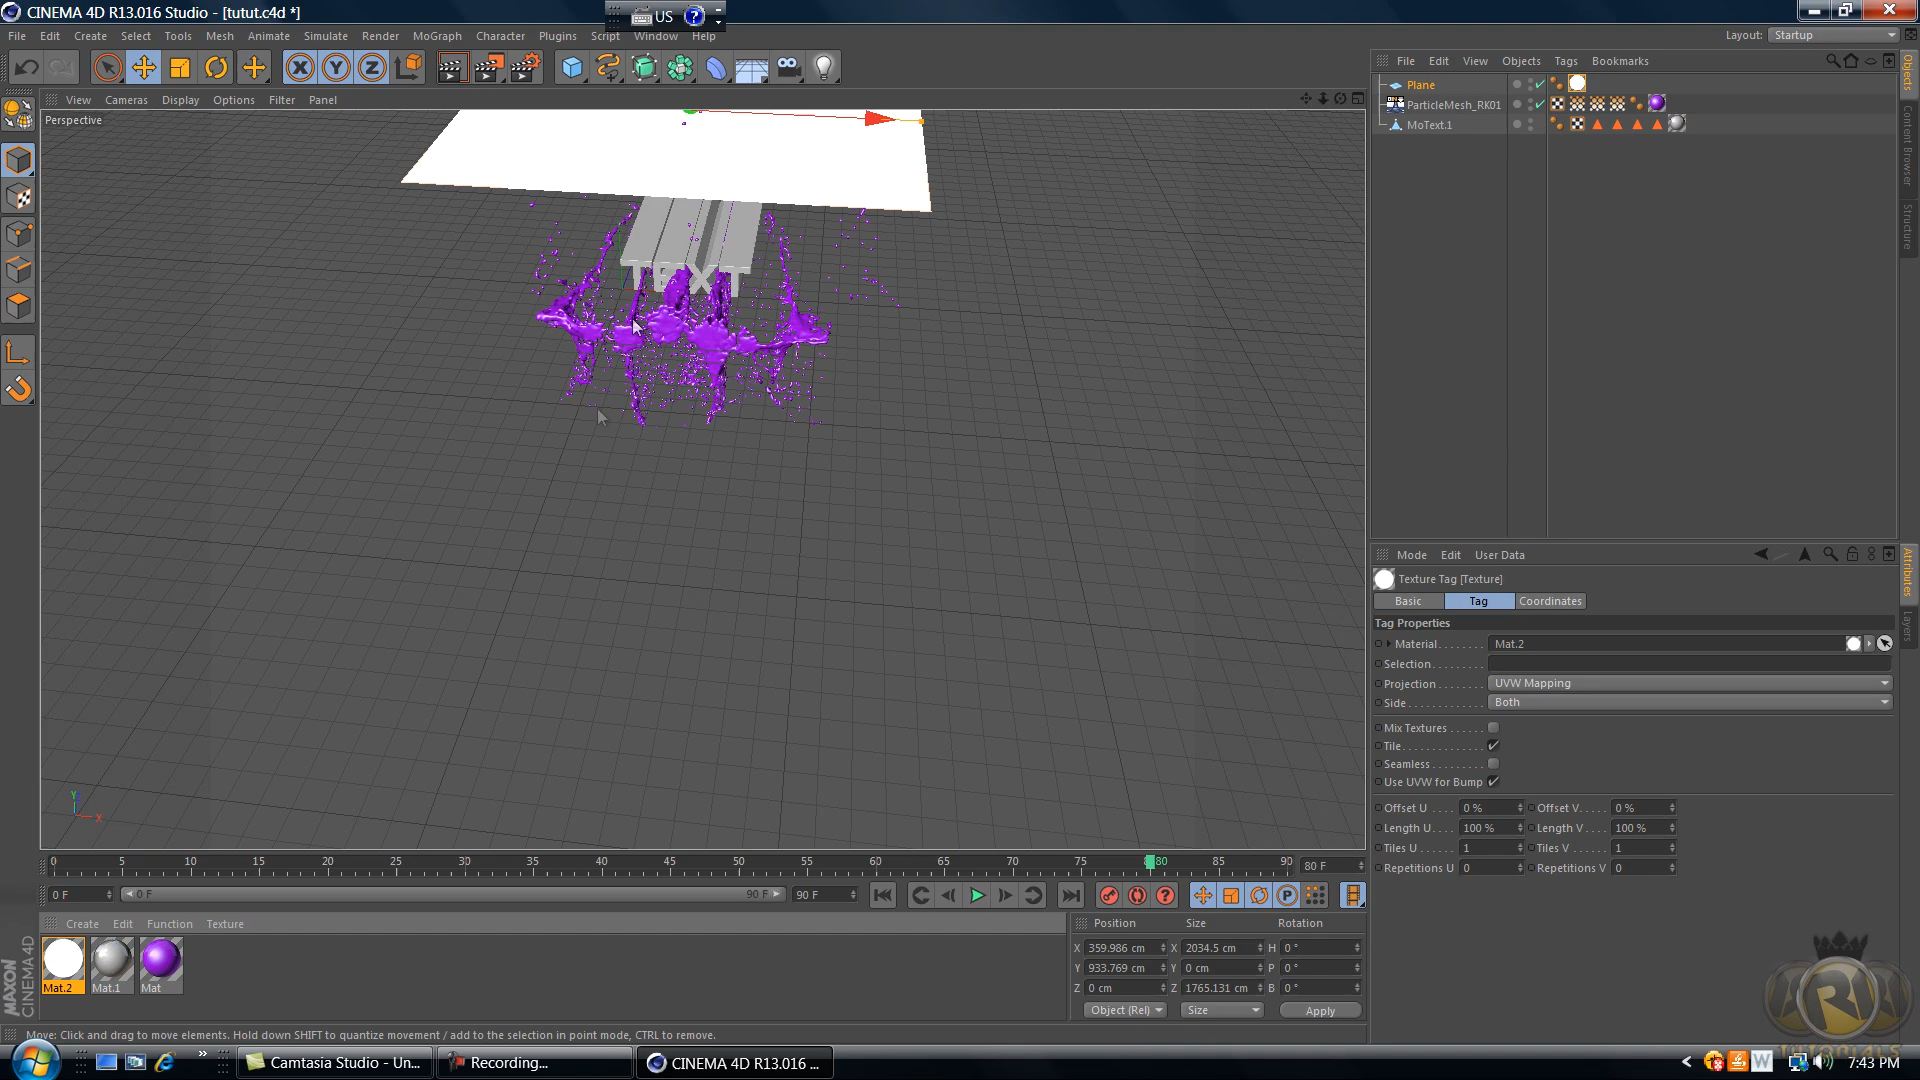 CINEMA 4D R13.016 Studio - [tutut.c4d *]
US
File Edit Create Select Tools Mesh Animate Simulate Render MoGraph Character Plugins Script Window Help
Layout: Startup
View Cameras Display Options Filter Panel
Perspective
TEXT
Y
X
File Edit View Objects Tags Bookmarks
Plane
ParticleMesh_RK01
MoText.1
Objects
Content Browser
Structure
Mode Edit User Data
Texture Tag [Texture]
Basic Tag Coordinates
Tag Properties
Material Mat.2
Selection
Projection UVW Mapping
Side Both
Mix Textures
Tile
Seamless
Use UVW for Bump
Offset U 0 % Offset V 0 %
Length U 100 % Length V 100 %
Tiles U 1 Tiles V 1
Repetitions U 0 Repetitions V 0
Attributes
Layers
0 5 10 15 20 25 30 35 40 45 50 55 60 65 70 75 80 85 90 80 F
0 F 0 F 90 F 90 F
Create Edit Function Texture
Mat.2 Mat.1 Mat
MAXON
CINEMA 4D
Position Size Rotation
X 359.986 cm X 2034.5 cm H 0 °
Y 933.769 cm Y 0 cm P 0 °
Z 0 cm Z 1765.131 cm B 0 °
Object (Rel) Size Apply
Move: Click and drag to move elements. Hold down SHIFT to quantize movement / add to the selection in point mode, CTRL to remove.
Camtasia Studio - Un... Recording... CINEMA 4D R13.016 ...
7:43 PM
TUTORIALS